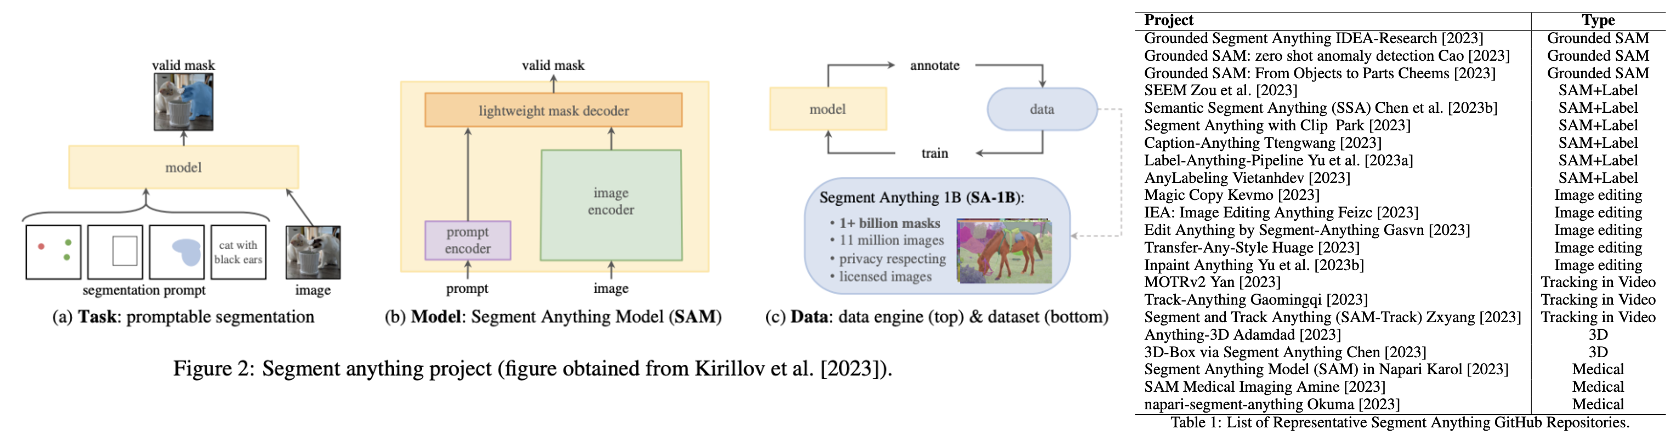 valid mask
model
cat with
black ears
segmentation prompt
image
(a) Task: promptable segmentation
valid mask
lightweight mask decoder
image
encoder
prompt
encoder
prompt
image
(b) Model: Segment Anything Model (SAM)
annotate
model
data
train
Segment Anything 1B (SA-1B):
• 1+ billion masks
• 11 million images
• privacy respecting
• licensed images
(c) Data: data engine (top) & dataset (bottom)
Figure 2: Segment anything project (figure obtained from Kirillov et al. [2023]).
Project Type
Grounded Segment Anything IDEA-Research [2023] Grounded SAM
Grounded SAM: zero shot anomaly detection Cao [2023] Grounded SAM
Grounded SAM: From Objects to Parts Cheems [2023] Grounded SAM
SEEM Zou et al. [2023] SAM+Label
Semantic Segment Anything (SSA) Chen et al. [2023b] SAM+Label
Segment Anything with Clip Park [2023] SAM+Label
Caption-Anything Ttengwang [2023] SAM+Label
Label-Anything-Pipeline Yu et al. [2023a] SAM+Label
AnyLabeling Vietanhdev [2023] SAM+Label
Magic Copy Kevmo [2023] Image editing
IEA: Image Editing Anything Feizc [2023] Image editing
Edit Anything by Segment-Anything Gasvn [2023] Image editing
Transfer-Any-Style Huage [2023] Image editing
Inpaint Anything Yu et al. [2023b] Image editing
MOTRv2 Yan [2023] Tracking in Video
Track-Anything Gaomingqi [2023] Tracking in Video
Segment and Track Anything (SAM-Track) Zxyang [2023] Tracking in Video
Anything-3D Adamdad [2023] 3D
3D-Box via Segment Anything Chen [2023] 3D
Segment Anything Model (SAM) in Napari Karol [2023] Medical
SAM Medical Imaging Amine [2023] Medical
napari-segment-anything Okuma [2023] Medical
Table 1: List of Representative Segment Anything GitHub Repositories.